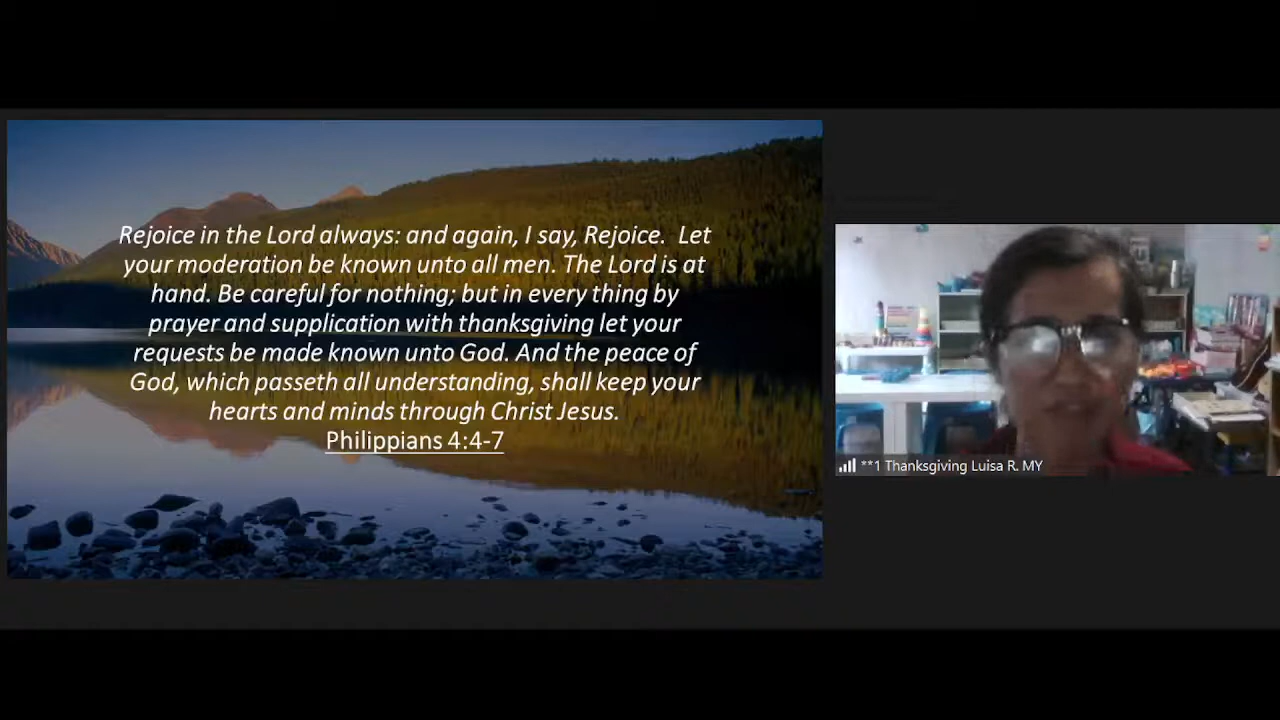 Rejoice in the Lord always: and again, I say, Rejoice.  Let
your moderation be known unto all men. The Lord is at
hand. Be careful for nothing; but in every thing by
prayer and supplication with thanksgiving let your
requests be made known unto God. And the peace of
God, which passeth all understanding, shall keep your
hearts and minds through Christ Jesus.
Philippians 4:4-7
**1 Thanksgiving Luisa R. MY